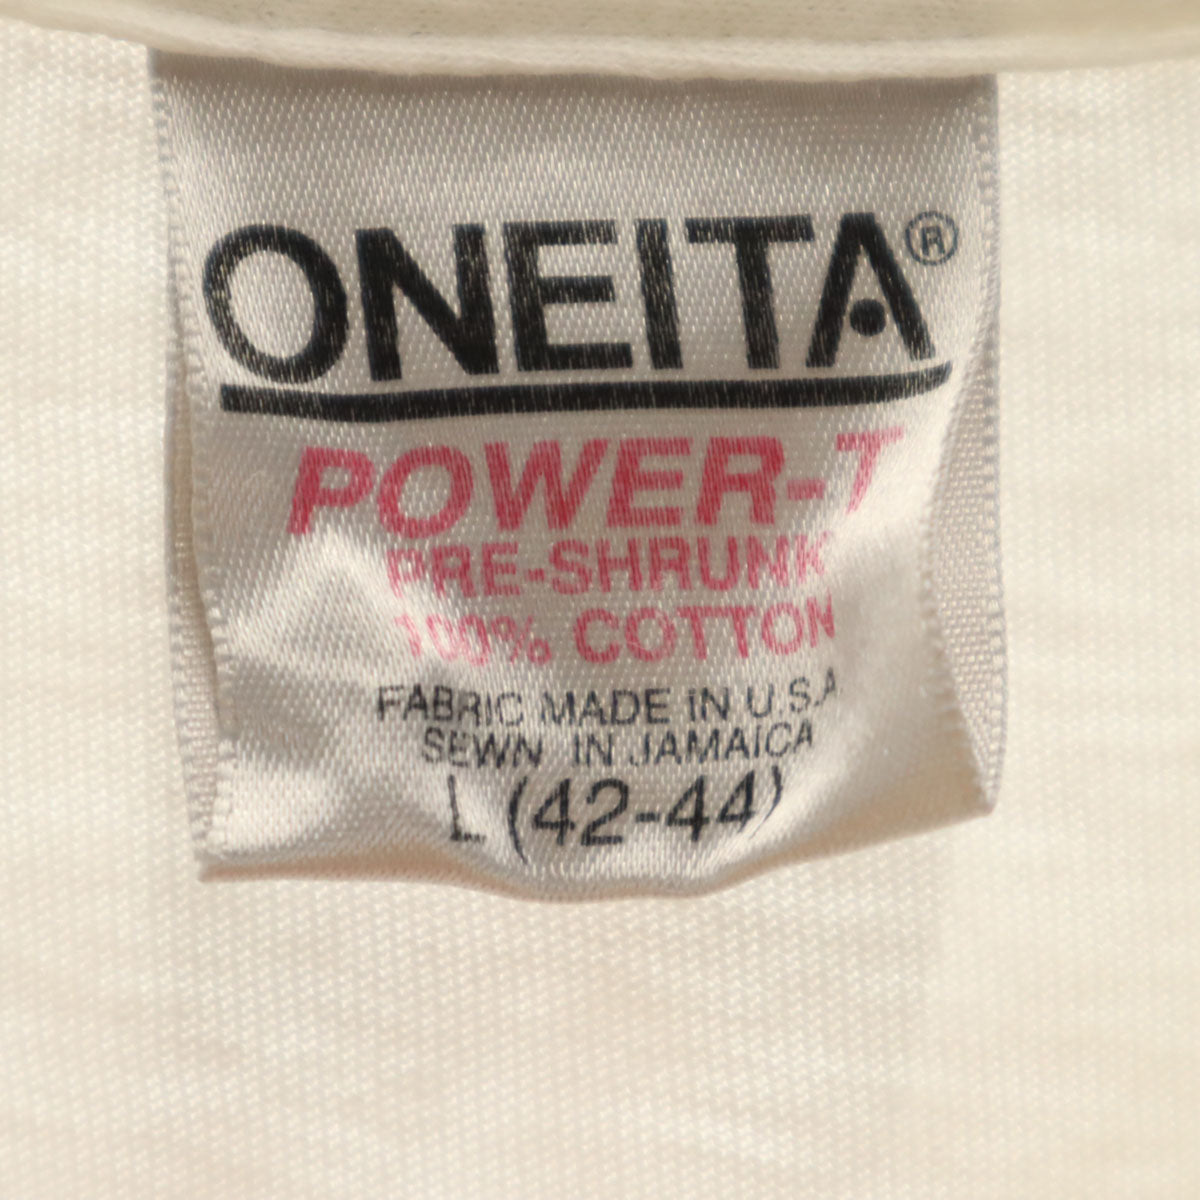 ONEITA®
POWER-T
PRE-SHRUNK
100% COTTON
FABRIC MADE IN U.S.A.
SEWN IN JAMAICA
L (42-44)